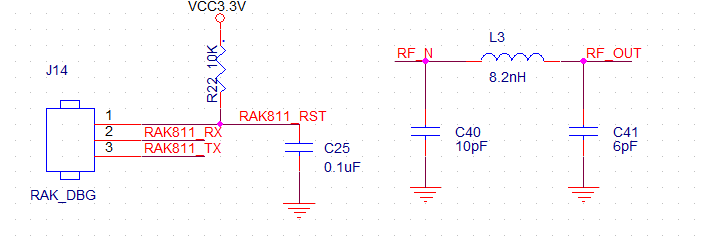 VCC3.3V
R22 10K
J14
1
RAK811_RST
2
RAK811_RX
3
RAK811_TX
RAK_DBG
C25
0.1uF
RF_N
L3
8.2nH
RF_OUT
C40
10pF
C41
6pF